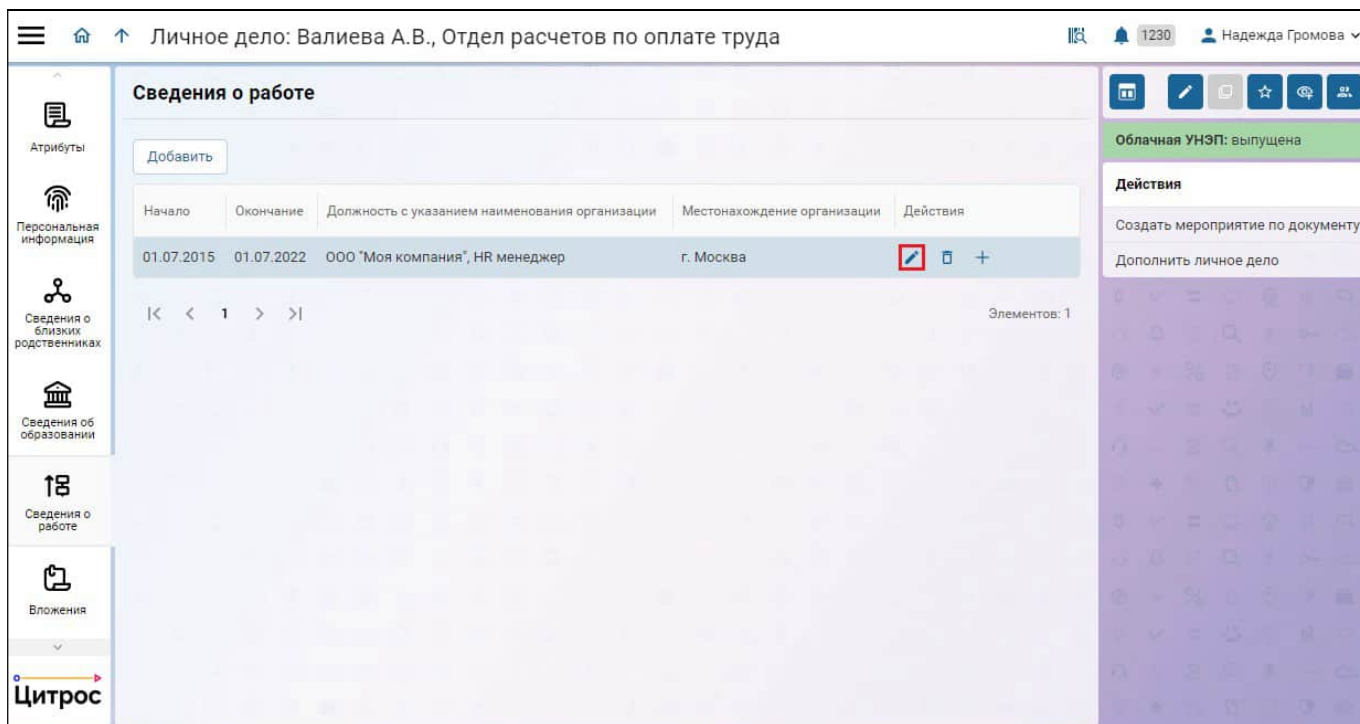 Личное дело: Валиева А.В., Отдел расчетов по оплате труда
1230
Надежда Громова
Атрибуты
Персональная
информация
Сведения о
близких
родственниках
Сведения об
образовании
Сведения о
работе
Вложения
Цитрос
Сведения о работе
Добавить
Начало Окончание Должность с указанием наименования организации Местонахождение организации Действия
01.07.2015 01.07.2022 ООО "Моя компания", HR менеджер г. Москва
1
Элементов: 1
Облачная УНЭП: выпущена
Действия
Создать мероприятие по документу
Дополнить личное дело